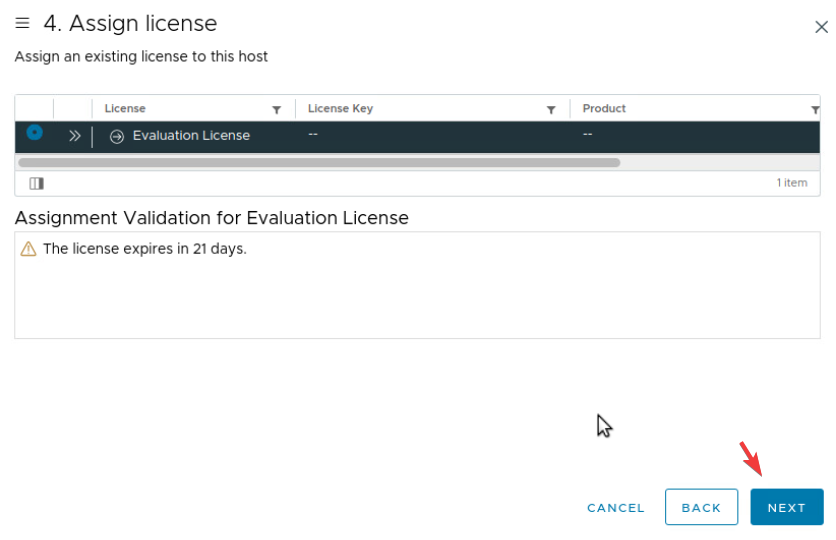 4. Assign license
Assign an existing license to this host
License License Key Product
Evaluation License -- --
1 item
Assignment Validation for Evaluation License
The license expires in 21 days.
CANCEL BACK NEXT